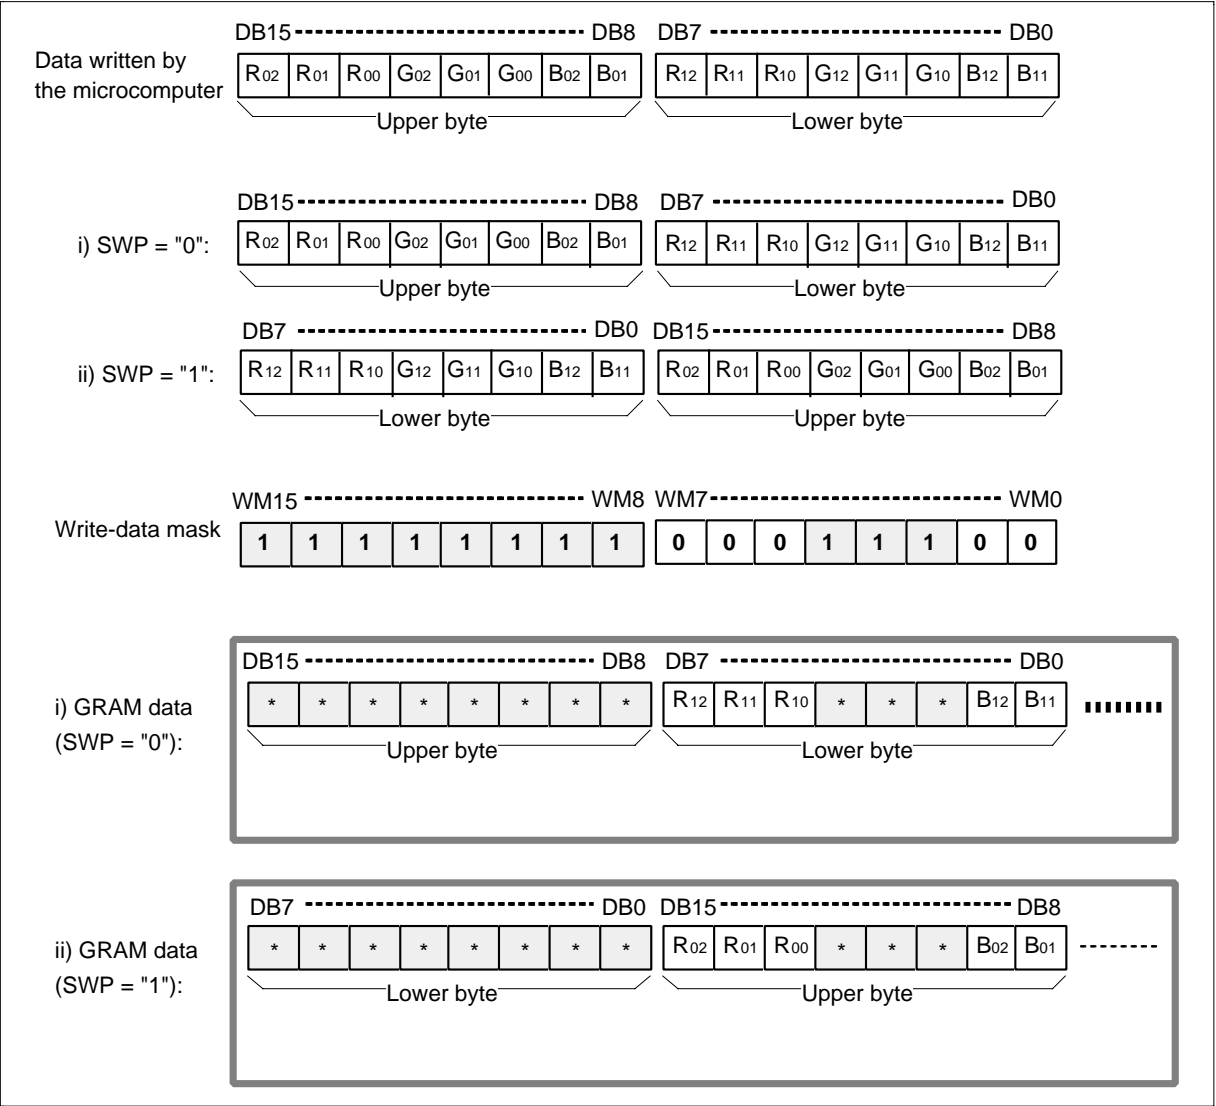 DB15 DB8 DB7 DB0
Data written by
the microcomputer
R02 R01 R00 G02 G01 G00 B02 B01 R12 R11 R10 G12 G11 G10 B12 B11
Upper byte Lower byte
DB15 DB8 DB7 DB0
i) SWP = "0":
R02 R01 R00 G02 G01 G00 B02 B01 R12 R11 R10 G12 G11 G10 B12 B11
Upper byte Lower byte
DB7 DB0 DB15 DB8
ii) SWP = "1":
R12 R11 R10 G12 G11 G10 B12 B11 R02 R01 R00 G02 G01 G00 B02 B01
Lower byte Upper byte
WM15 WM8 WM7 WM0
Write-data mask
1 1 1 1 1 1 1 1 0 0 0 1 1 1 0 0
DB15 DB8 DB7 DB0
i) GRAM data
(SWP = "0"):
* * * * * * * * R12 R11 R10 * * * B12 B11
Upper byte Lower byte
DB7 DB0 DB15 DB8
ii) GRAM data
(SWP = "1"):
* * * * * * * * R02 R01 R00 * * * B02 B01
Lower byte Upper byte